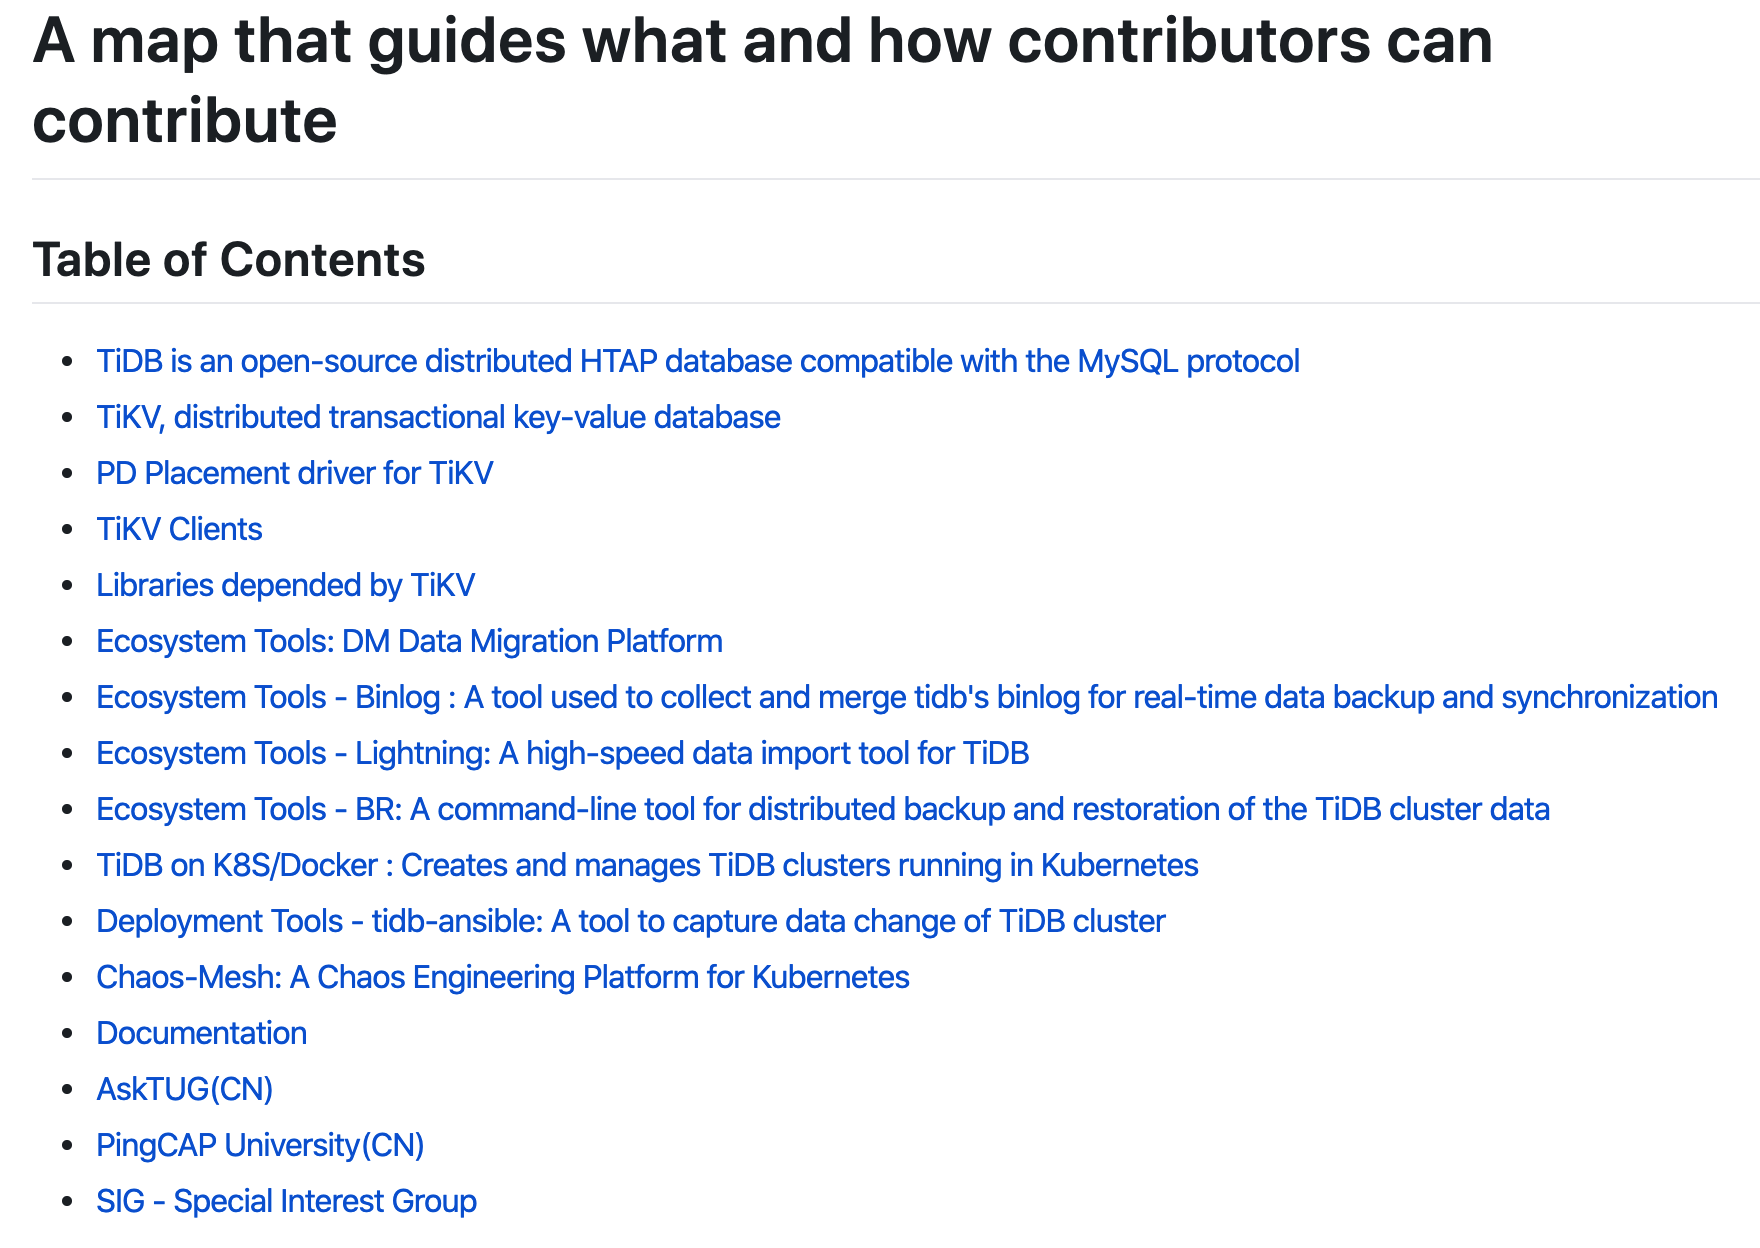 A map that guides what and how contributors can
contribute
Table of Contents
TiDB is an open-source distributed HTAP database compatible with the MySQL protocol
TiKV, distributed transactional key-value database
PD Placement driver for TiKV
TiKV Clients
Libraries depended by TiKV
Ecosystem Tools: DM Data Migration Platform
Ecosystem Tools - Binlog : A tool used to collect and merge tidb's binlog for real-time data backup and synchronization
Ecosystem Tools - Lightning: A high-speed data import tool for TiDB
Ecosystem Tools - BR: A command-line tool for distributed backup and restoration of the TiDB cluster data
TiDB on K8S/Docker : Creates and manages TiDB clusters running in Kubernetes
Deployment Tools - tidb-ansible: A tool to capture data change of TiDB cluster
Chaos-Mesh: A Chaos Engineering Platform for Kubernetes
Documentation
AskTUG(CN)
PingCAP University(CN)
SIG - Special Interest Group